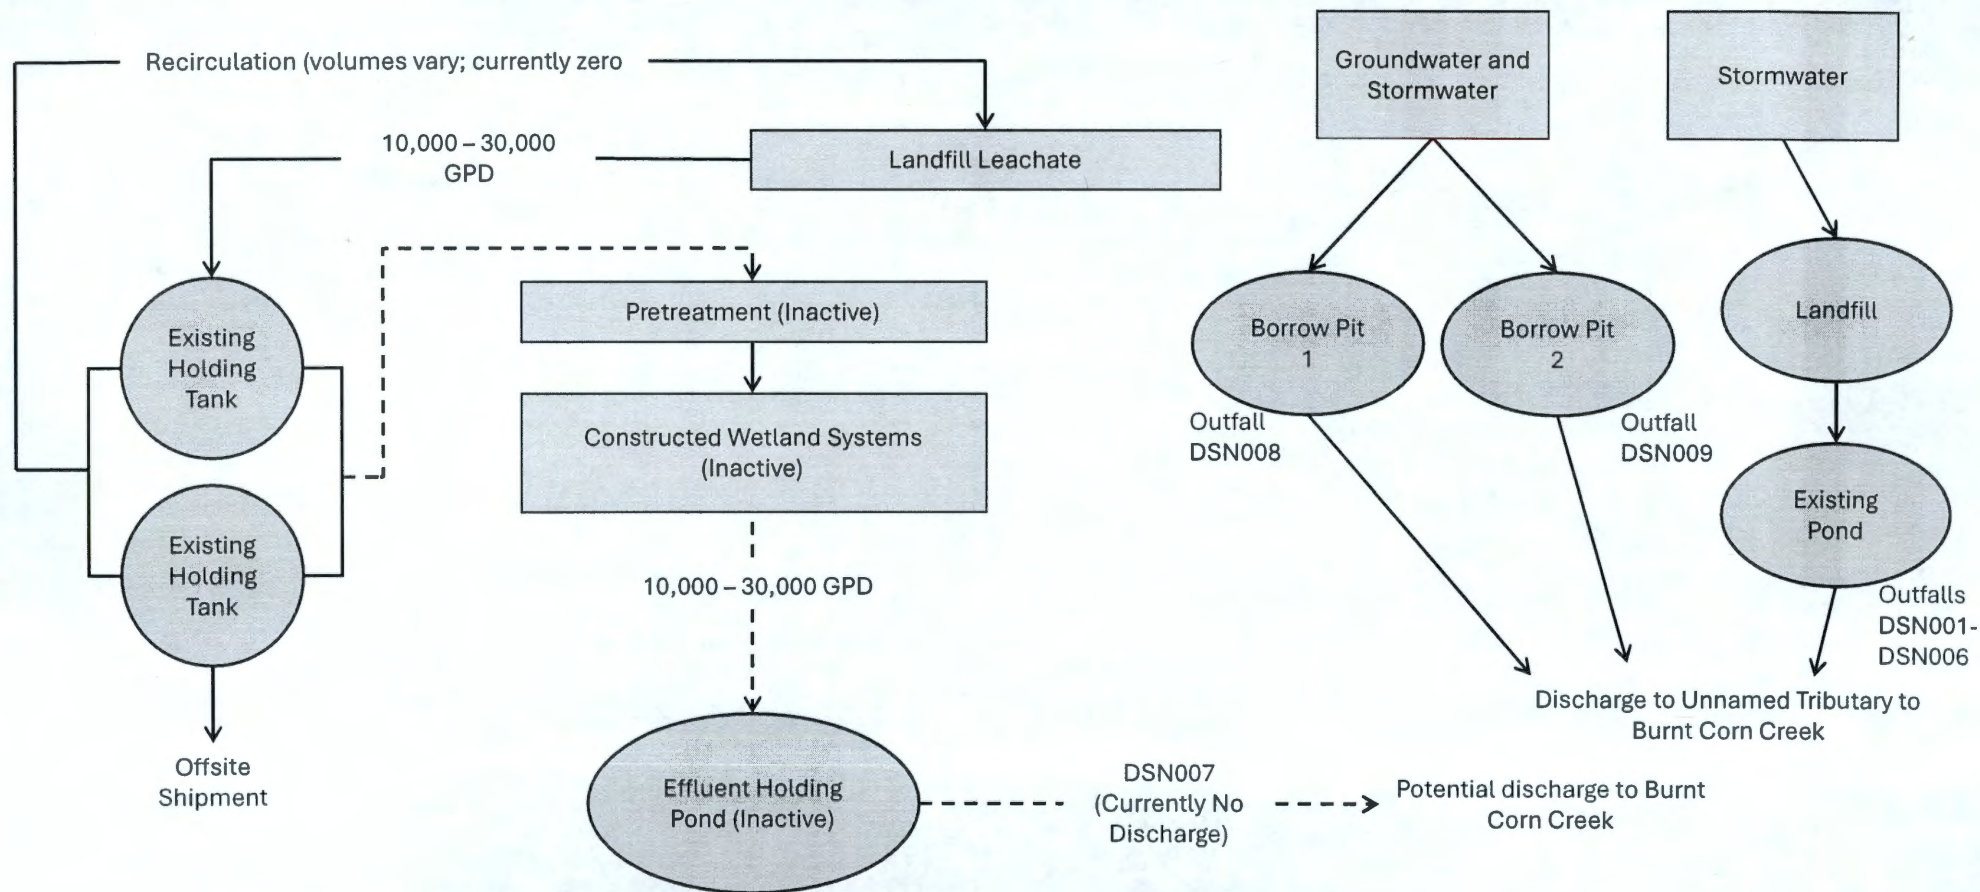 Recirculation (volumes vary; currently zero
10,000 – 30,000
GPD
Landfill Leachate
Existing
Holding
Tank
Existing
Holding
Tank
Offsite
Shipment
Pretreatment (Inactive)
Constructed Wetland Systems
(Inactive)
10,000 – 30,000 GPD
Effluent Holding
Pond (Inactive)
DSN007
(Currently No
Discharge)
Potential discharge to Burnt
Corn Creek
Groundwater and
Stormwater
Borrow Pit
1
Outfall
DSN008
Borrow Pit
2
Outfall
DSN009
Stormwater
Landfill
Existing
Pond
Outfalls
DSN001-
DSN006
Discharge to Unnamed Tributary to
Burnt Corn Creek